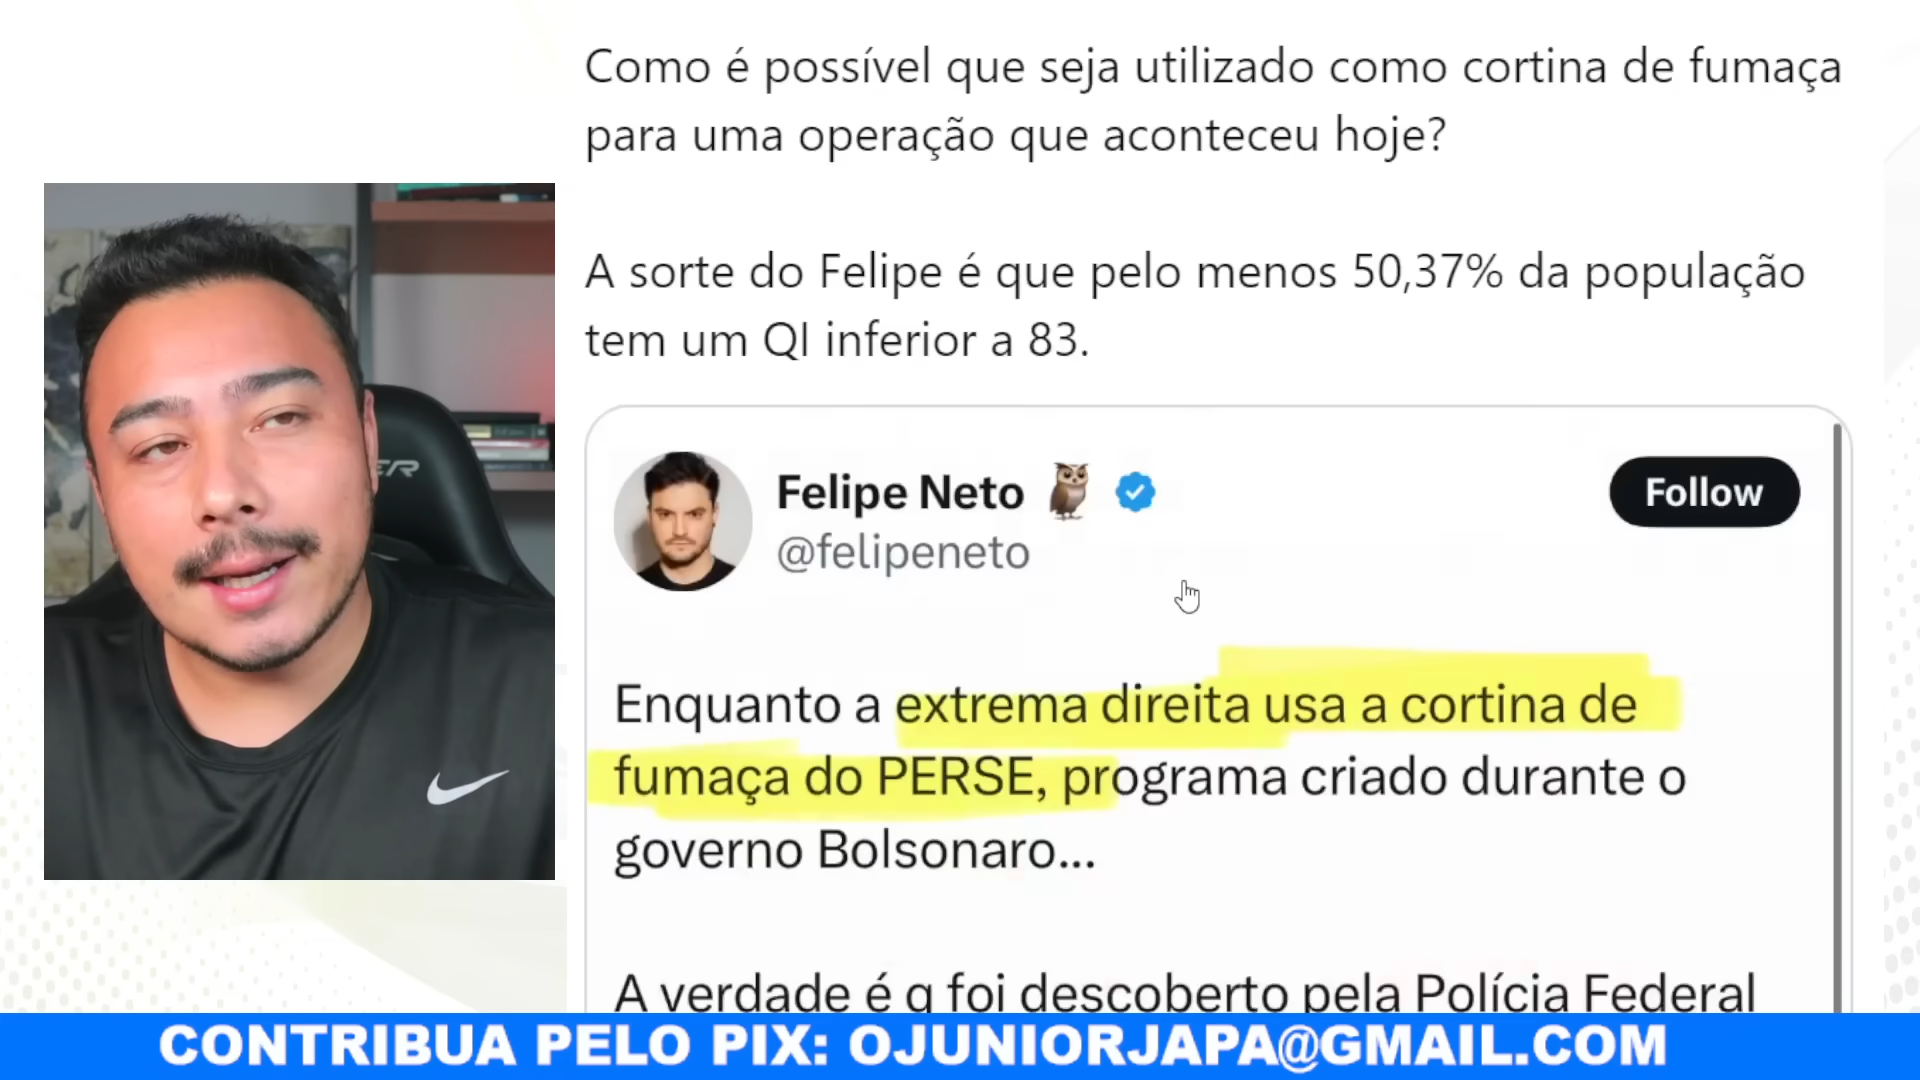 Como é possível que seja utilizado como cortina de fumaça
para uma operação que aconteceu hoje?
A sorte do Felipe é que pelo menos 50,37% da população
tem um QI inferior a 83.
Felipe Neto
@felipeneto
Follow
Enquanto a extrema direita usa a cortina de
fumaça do PERSE, programa criado durante o
governo Bolsonaro...
A verdade é q foi descoberto pela Polícia Federal
CONTRIBUA PELO PIX: OJUNIORJAPA@GMAIL.COM